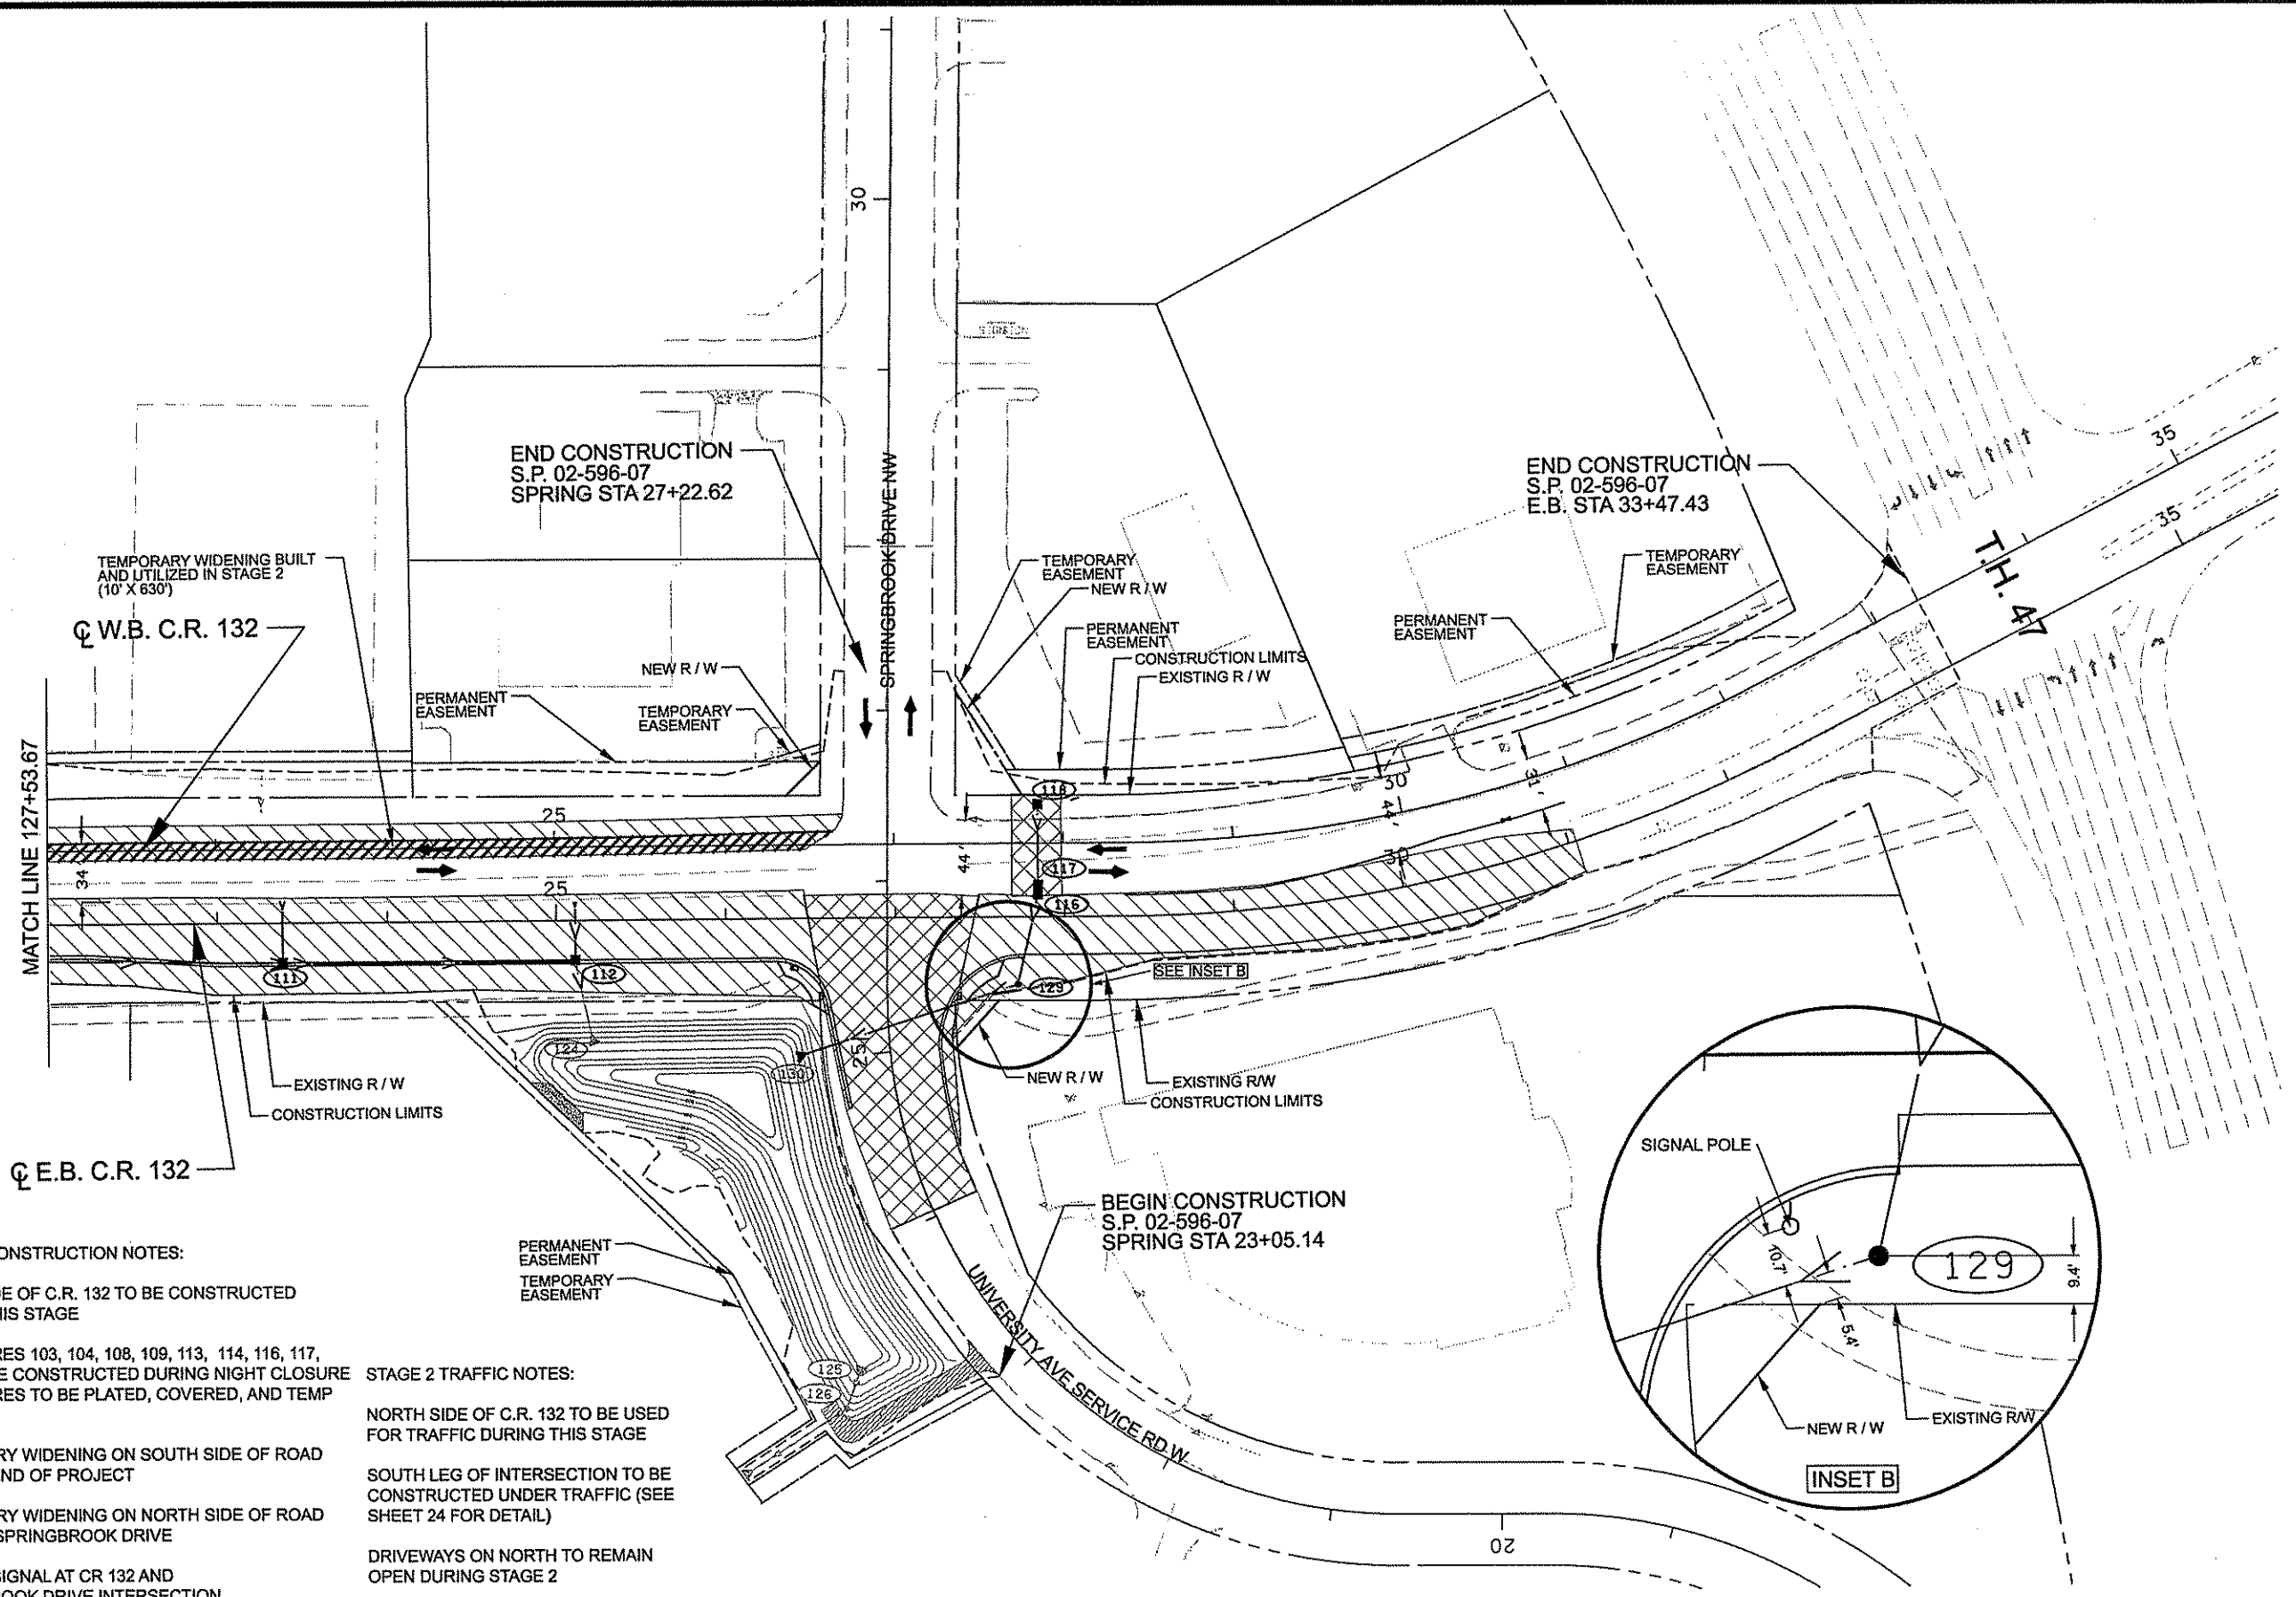 30
END CONSTRUCTION
S.P. 02-596-07
SPRING STA 27+22.62
SPRINGBROOK DRIVE NW
END CONSTRUCTION
S.P. 02-596-07
E.B. STA 33+47.43
35
35
T.H. 47
TEMPORARY WIDENING BUILT
AND UTILIZED IN STAGE 2
(10' X 630')
℄ W.B. C.R. 132
TEMPORARY
EASEMENT
NEW R / W
PERMANENT
EASEMENT
CONSTRUCTION LIMITS
EXISTING R / W
TEMPORARY
EASEMENT
PERMANENT
EASEMENT
NEW R / W
PERMANENT
EASEMENT
TEMPORARY
EASEMENT
MATCH LINE 127+53.67
34'
25
25
44'
118
117
116
30
44'
30
31'
111
112
129
SEE INSET B
124
130
25
EXISTING R / W
CONSTRUCTION LIMITS
NEW R / W
EXISTING R/W
CONSTRUCTION LIMITS
℄ E.B. C.R. 132
BEGIN CONSTRUCTION
S.P. 02-596-07
SPRING STA 23+05.14
PERMANENT
EASEMENT
TEMPORARY
EASEMENT
UNIVERSITY AVE SERVICE RD W
125
126
20
SIGNAL POLE
10.7'
129
9.4'
5.4'
NEW R / W
EXISTING R/W
INSET B
ONSTRUCTION NOTES:
E OF C.R. 132 TO BE CONSTRUCTED
IS STAGE
RES 103, 104, 108, 109, 113, 114, 116, 117,
E CONSTRUCTED DURING NIGHT CLOSURE
RES TO BE PLATED, COVERED, AND TEMP
RY WIDENING ON SOUTH SIDE OF ROAD
ND OF PROJECT
RY WIDENING ON NORTH SIDE OF ROAD
SPRINGBROOK DRIVE
SIGNAL AT CR 132 AND
OOK DRIVE INTERSECTION
STAGE 2 TRAFFIC NOTES:
NORTH SIDE OF C.R. 132 TO BE USED
FOR TRAFFIC DURING THIS STAGE
SOUTH LEG OF INTERSECTION TO BE
CONSTRUCTED UNDER TRAFFIC (SEE
SHEET 24 FOR DETAIL)
DRIVEWAYS ON NORTH TO REMAIN
OPEN DURING STAGE 2